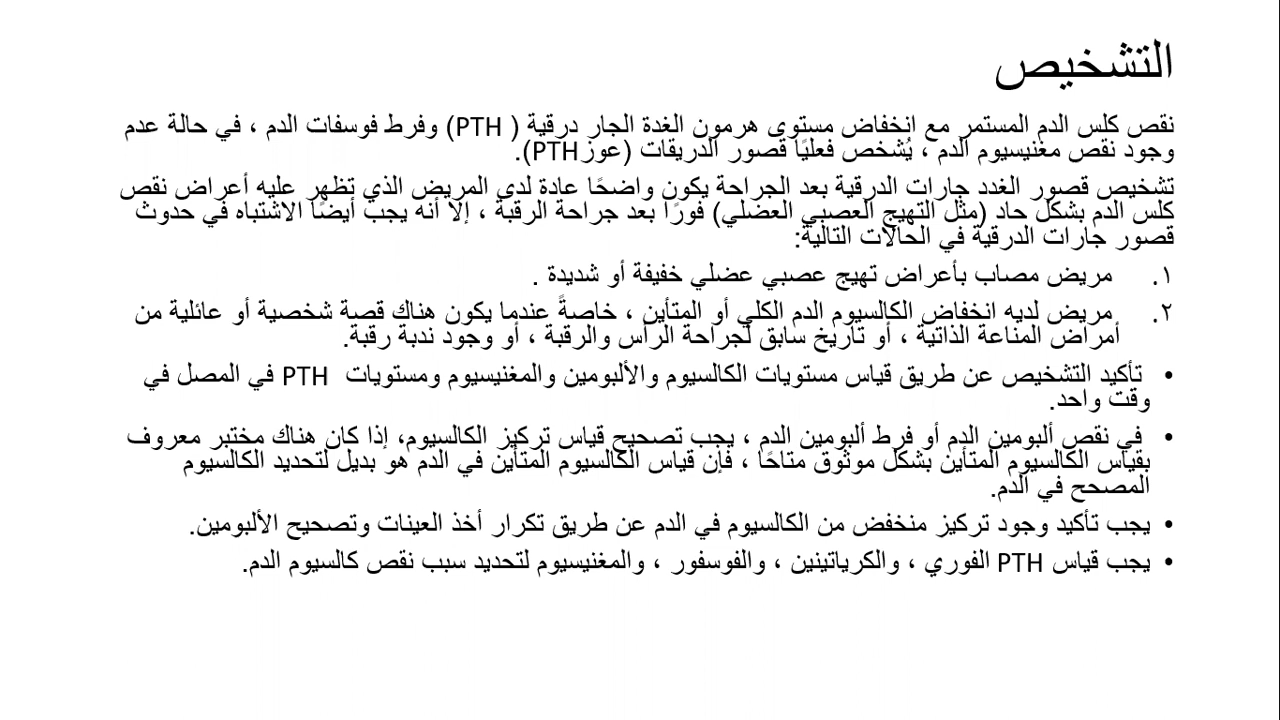 التشخيص
نقص كلس الدم المستمر مع انخفاض مستوى هرمون الغدة الجار درقية ( PTH) وفرط فوسفات الدم ، في حالة عدم
وجود نقص مغنيسيوم الدم ، يُشخص فعليًا قصور الدريقات (عوزPTH).
تشخيص قصور الغدد جارات الدرقية بعد الجراحة يكون واضحًا عادة لدى المريض الذي تظهر عليه أعراض نقص
كلس الدم بشكل حاد (مثل التهيج العصبي العضلي) فورًا بعد جراحة الرقبة ، إلا أنه يجب أيضًا الاشتباه في حدوث
قصور جارات الدرقية في الحالات التالية:
١. مريض مصاب بأعراض تهيج عصبي عضلي خفيفة أو شديدة .
٢. مريض لديه انخفاض الكالسيوم الدم الكلي أو المتأين ، خاصةً عندما يكون هناك قصة شخصية أو عائلية من
أمراض المناعة الذاتية ، أو تاريخ سابق لجراحة الرأس والرقبة ، أو وجود ندبة رقبة.
• تأكيد التشخيص عن طريق قياس مستويات الكالسيوم والألبومين والمغنيسيوم ومستويات PTH في المصل في
وقت واحد.
• في نقص ألبومين الدم أو فرط ألبومين الدم ، يجب تصحيح قياس تركيز الكالسيوم، إذا كان هناك مختبر معروف
بقياس الكالسيوم المتأين بشكل موثوق متاحًا ، فإن قياس الكالسيوم المتأين في الدم هو بديل لتحديد الكالسيوم
المصحح في الدم.
• يجب تأكيد وجود تركيز منخفض من الكالسيوم في الدم عن طريق تكرار أخذ العينات وتصحيح الألبومين.
• يجب قياس PTH الفوري ، والكرياتينين ، والفوسفور ، والمغنيسيوم لتحديد سبب نقص كالسيوم الدم.